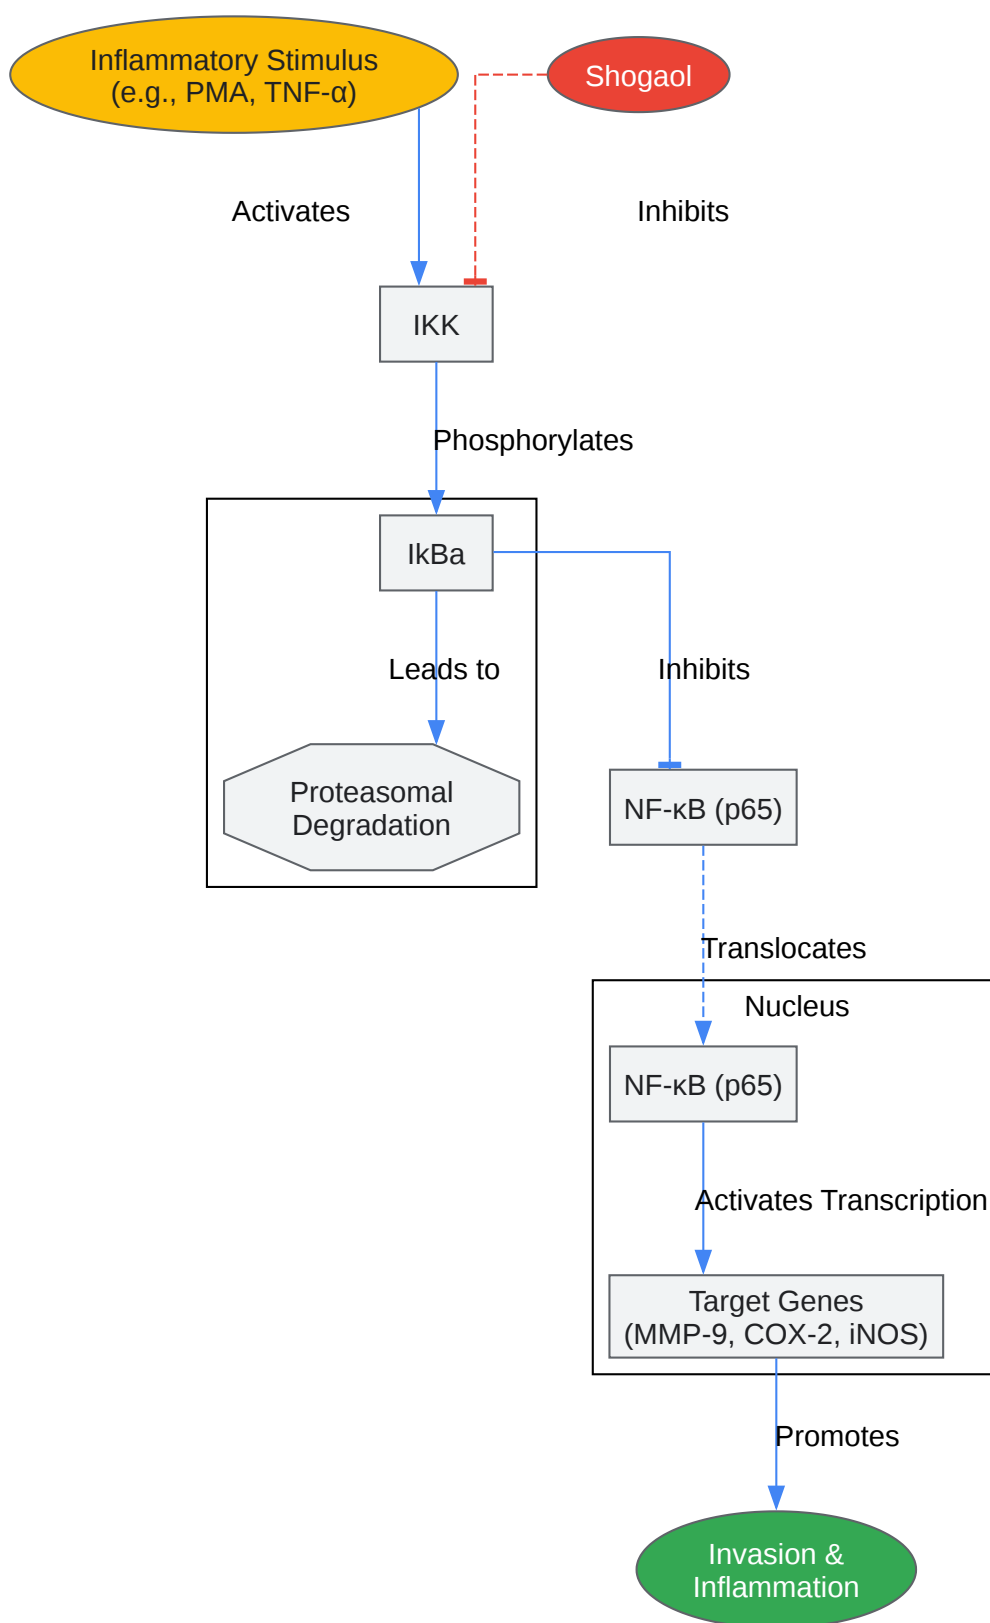 Inflammatory Stimulus
(e.g., PMA, TNF-α)
Shogaol
Activates
Inhibits
IKK
Phosphorylates
IkBa
Leads to
Inhibits
Proteasomal
Degradation
NF-κB (p65)
Translocates
Nucleus
NF-κB (p65)
Activates Transcription
Target Genes
(MMP-9, COX-2, iNOS)
Promotes
Invasion &
Inflammation